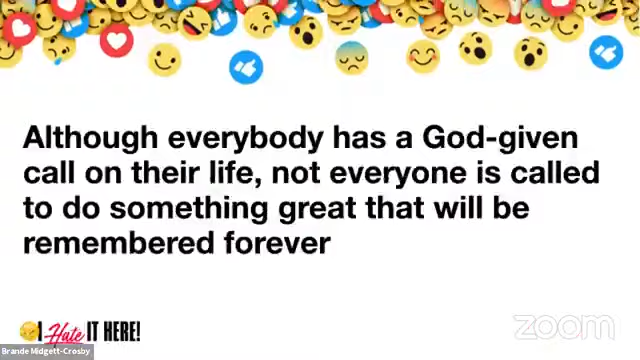 Although everybody has a God-given
call on their life, not everyone is called
to do something great that will be
remembered forever
I Hate IT HERE!
Brande Midgett-Crosby
zoom